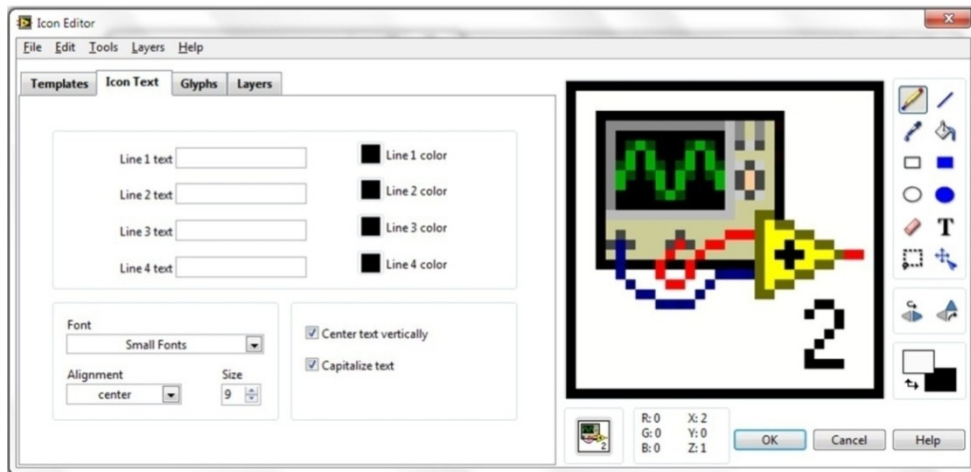 Icon Editor
File Edit Tools Layers Help
Templates Icon Text Glyphs Layers
Line 1 text Line 1 color
Line 2 text Line 2 color
Line 3 text Line 3 color
Line 4 text Line 4 color
Font
Small Fonts
Alignment Size
center 9
Center text vertically
Capitalize text
2
T
R: 0 X: 2
G: 0 Y: 0
B: 0 Z: 1
2
OK Cancel Help